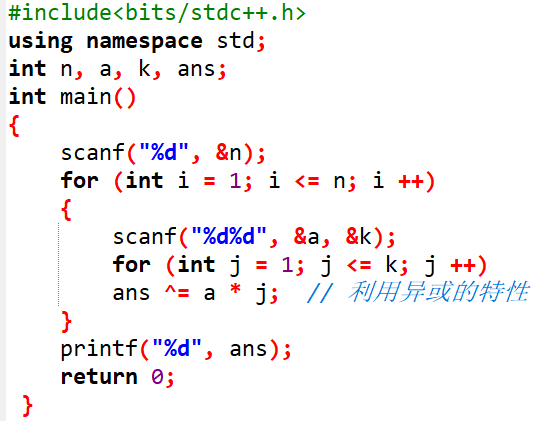 #include<bits/stdc++.h>
using namespace std;
int n, a, k, ans;
int main()
{
    scanf("%d", &n);
    for (int i = 1; i <= n; i ++)
    {
        scanf("%d%d", &a, &k);
        for (int j = 1; j <= k; j ++)
        ans ^= a * j;  // 利用异或的特性
    }
    printf("%d", ans);
    return 0;
}